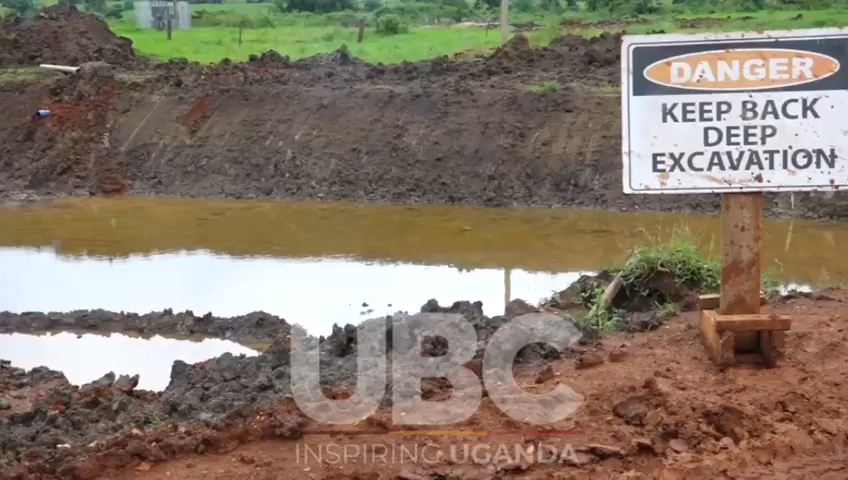 DANGER
KEEP BACK
DEEP
EXCAVATION
UBC
INSPIRING UGANDA